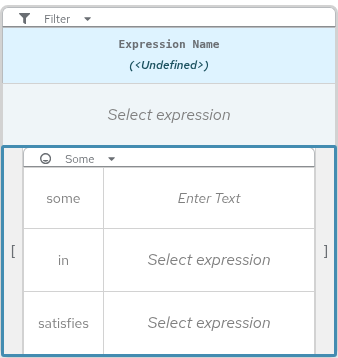 Filter
Expression Name
(<Undefined>)
Select expression
Some
some Enter Text
[ in Select expression ]
satisfies Select expression